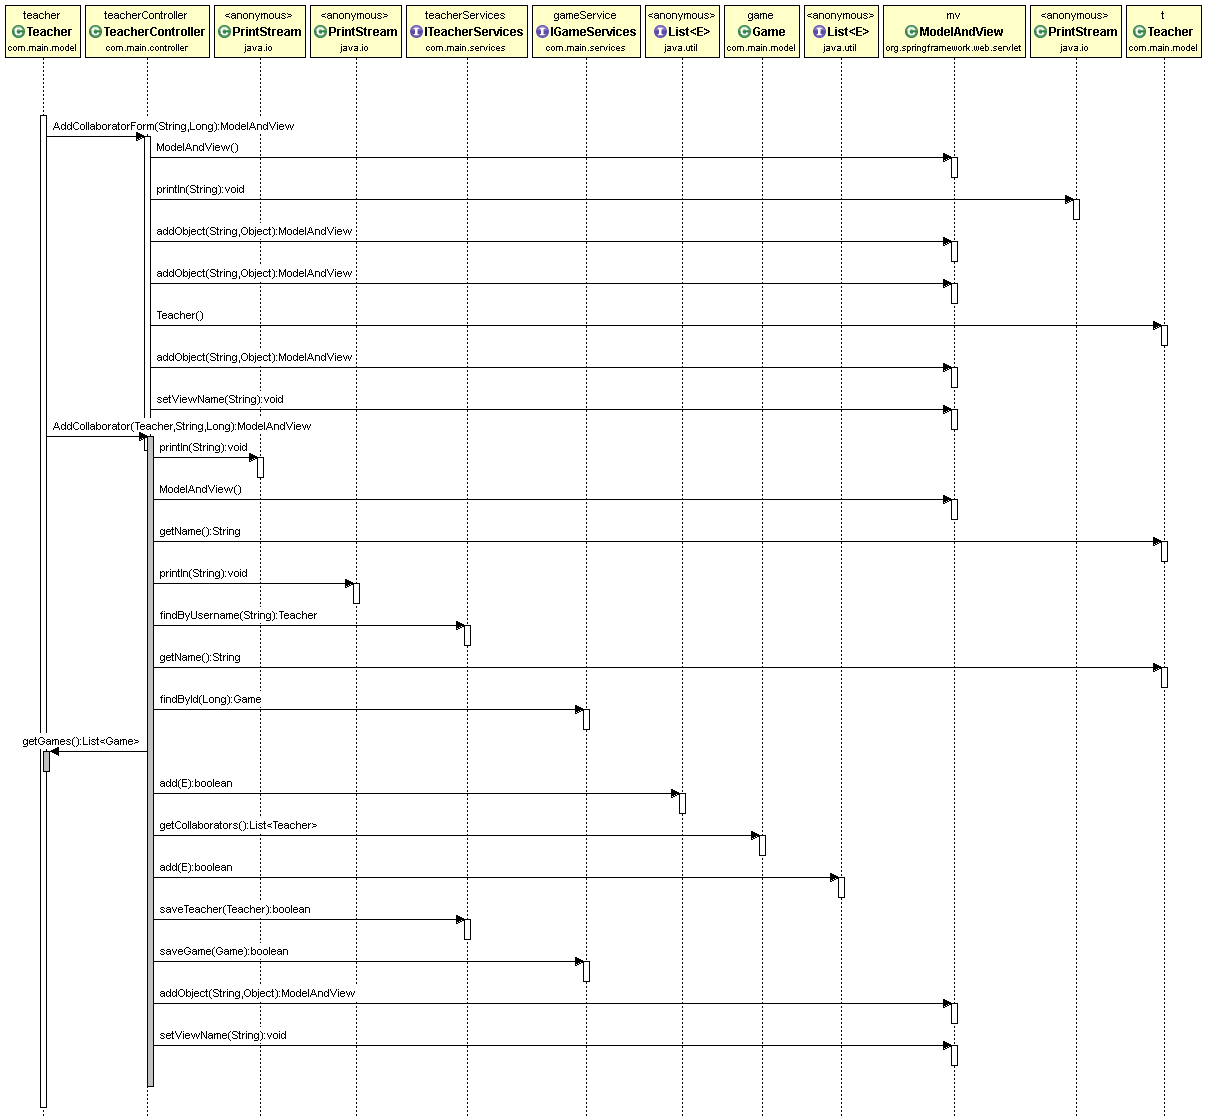 teacher teacherController <anonymous> <anonymous> teacherServices gameService <anonymous> game <anonymous> mv <anonymous> t
Teacher TeacherController PrintStream PrintStream ITeacherServices IGameServices List<E> Game List<E> ModelAndView PrintStream Teacher
com.main.model com.main.controller java.io java.io com.main.services com.main.services java.util com.main.model java.util org.springframework.web.servlet java.io com.main.model
AddCollaboratorForm(String,Long):ModelAndView
ModelAndView()
println(String):void
addObject(String,Object):ModelAndView
addObject(String,Object):ModelAndView
Teacher()
addObject(String,Object):ModelAndView
setViewName(String):void
AddCollaborator(Teacher,String,Long):ModelAndView
println(String):void
ModelAndView()
getName():String
println(String):void
findByUsername(String):Teacher
getName():String
findById(Long):Game
getGames():List<Game>
add(E):boolean
getCollaborators():List<Teacher>
add(E):boolean
saveTeacher(Teacher):boolean
saveGame(Game):boolean
addObject(String,Object):ModelAndView
setViewName(String):void